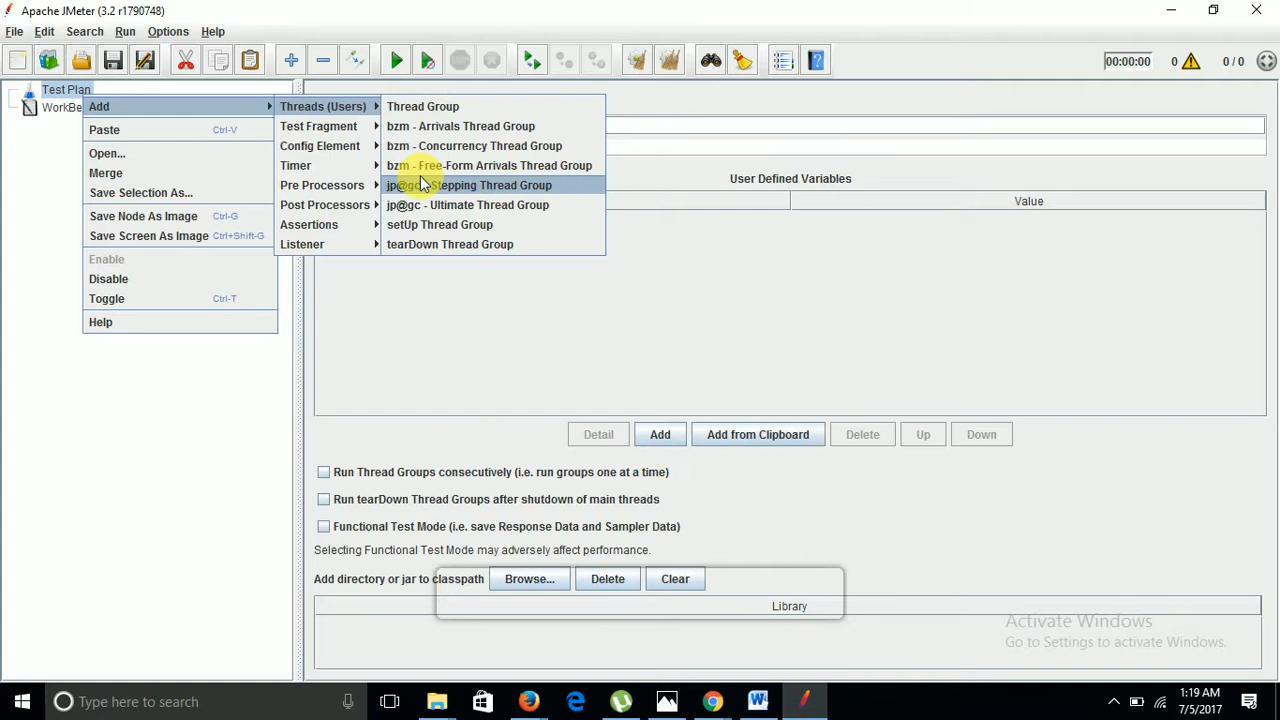 Apache JMeter (3.2 r1790748)
File Edit Search Run Options Help
00:00:00 0 0 / 0
Test Plan
WorkBe
Add
Paste Ctrl-V
Open...
Merge
Save Selection As...
Save Node As Image Ctrl-G
Save Screen As Image Ctrl+Shift-G
Enable
Disable
Toggle Ctrl-T
Help
Threads (Users)
Test Fragment
Config Element
Timer
Pre Processors
Post Processors
Assertions
Listener
Thread Group
bzm - Arrivals Thread Group
bzm - Concurrency Thread Group
bzm - Free-Form Arrivals Thread Group
jp@gc - Stepping Thread Group
jp@gc - Ultimate Thread Group
setUp Thread Group
tearDown Thread Group
User Defined Variables
Value
Detail Add Add from Clipboard Delete Up Down
Run Thread Groups consecutively (i.e. run groups one at a time)
Run tearDown Thread Groups after shutdown of main threads
Functional Test Mode (i.e. save Response Data and Sampler Data)
Selecting Functional Test Mode may adversely affect performance.
Add directory or jar to classpath Browse... Delete Clear
Library
Activate Windows
Go to Settings to activate Windows.
Type here to search
1:19 AM
7/5/2017